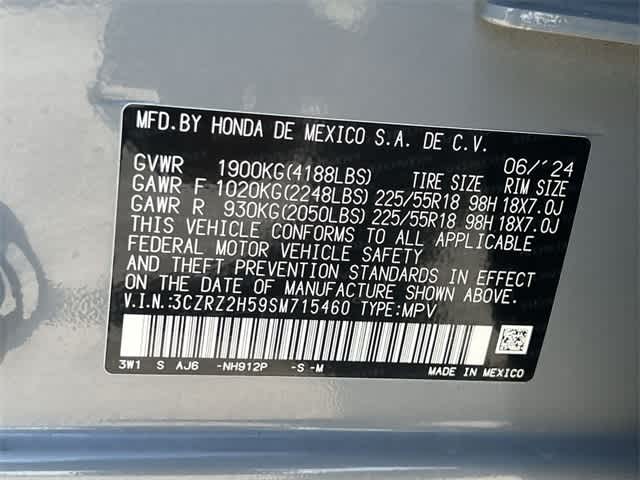 MFD.BY HONDA DE MEXICO S.A. DE C.V.
06/'24
GVWR 1900KG(4188LBS) TIRE SIZE RIM SIZE
GAWR F 1020KG(2248LBS) 225/55R18 98H 18X7.0J
GAWR R 930KG(2050LBS) 225/55R18 98H 18X7.0J
THIS VEHICLE CONFORMS TO ALL APPLICABLE
FEDERAL MOTOR VEHICLE SAFETY
AND THEFT PREVENTION STANDARDS IN EFFECT
ON THE DATE OF MANUFACTURE SHOWN ABOVE.
V.I.N.:3CZRZ2H59SM715460 TYPE:MPV
3W1 S AJ6 -NH912P -S-M
MADE IN MEXICO